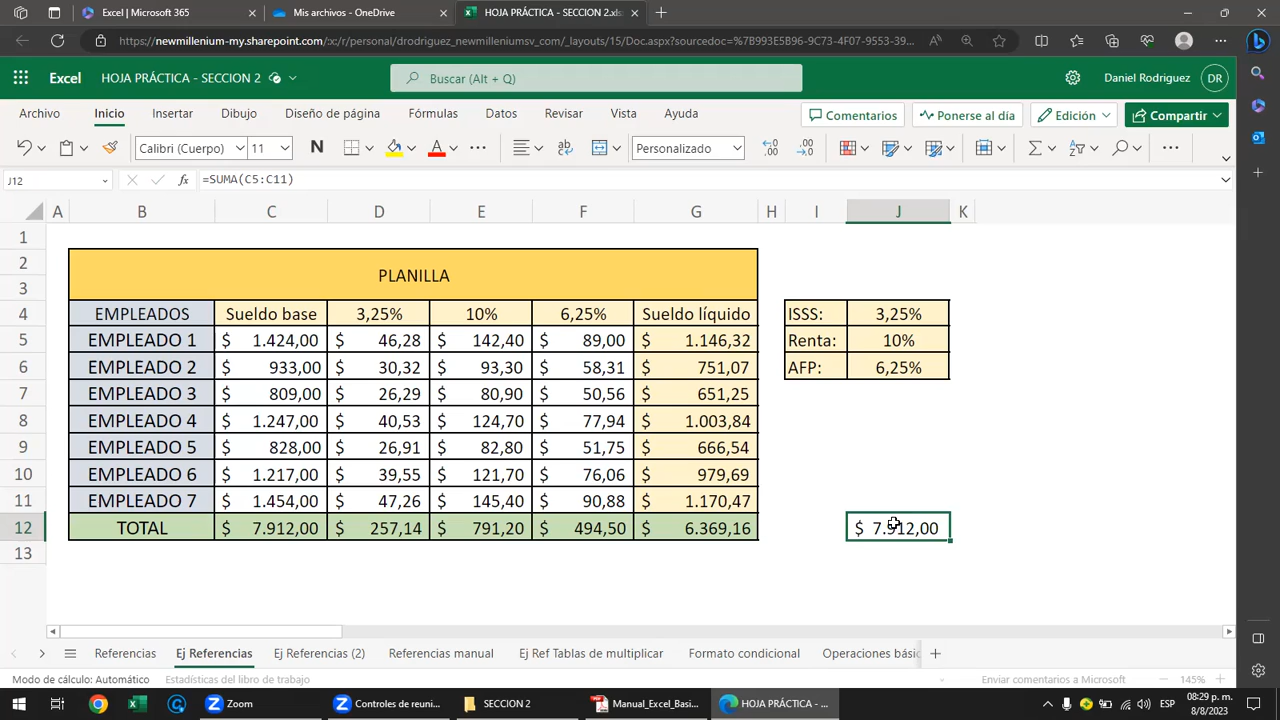 Excel | Microsoft 365
Mis archivos - OneDrive
HOJA PRÁCTICA - SECCION 2.xls
https://newmillenium-my.sharepoint.com/:x:/r/personal/drodriguez_newmilleniumsv_com/_layouts/15/Doc.aspx?sourcedoc=%7B993E5B96-9C73-4F07-9553-39...
Excel HOJA PRÁCTICA - SECCION 2
Buscar (Alt + Q)
Daniel Rodriguez DR
Archivo Inicio Insertar Dibujo Diseño de página Fórmulas Datos Revisar Vista Ayuda
Comentarios Ponerse al día Edición Compartir
Calibri (Cuerpo) 11 N A Personalizado
J12 fx =SUMA(C5:C11)
A B C D E F G H I J K
1
2 PLANILLA
3
4 EMPLEADOS Sueldo base 3,25% 10% 6,25% Sueldo líquido ISSS: 3,25%
5 EMPLEADO 1 $ 1.424,00 $ 46,28 $ 142,40 $ 89,00 $ 1.146,32 Renta: 10%
6 EMPLEADO 2 $ 933,00 $ 30,32 $ 93,30 $ 58,31 $ 751,07 AFP: 6,25%
7 EMPLEADO 3 $ 809,00 $ 26,29 $ 80,90 $ 50,56 $ 651,25
8 EMPLEADO 4 $ 1.247,00 $ 40,53 $ 124,70 $ 77,94 $ 1.003,84
9 EMPLEADO 5 $ 828,00 $ 26,91 $ 82,80 $ 51,75 $ 666,54
10 EMPLEADO 6 $ 1.217,00 $ 39,55 $ 121,70 $ 76,06 $ 979,69
11 EMPLEADO 7 $ 1.454,00 $ 47,26 $ 145,40 $ 90,88 $ 1.170,47
12 TOTAL $ 7.912,00 $ 257,14 $ 791,20 $ 494,50 $ 6.369,16 $ 7.912,00
13
Referencias Ej Referencias Ej Referencias (2) Referencias manual Ej Ref Tablas de multiplicar Formato condicional Operaciones básic
Modo de cálculo: Automático Estadísticas del libro de trabajo Enviar comentarios a Microsoft 145%
Zoom Controles de reuni... SECCION 2 Manual_Excel_Basi... HOJA PRÁCTICA - ... ESP 08:29 p. m.
8/8/2023